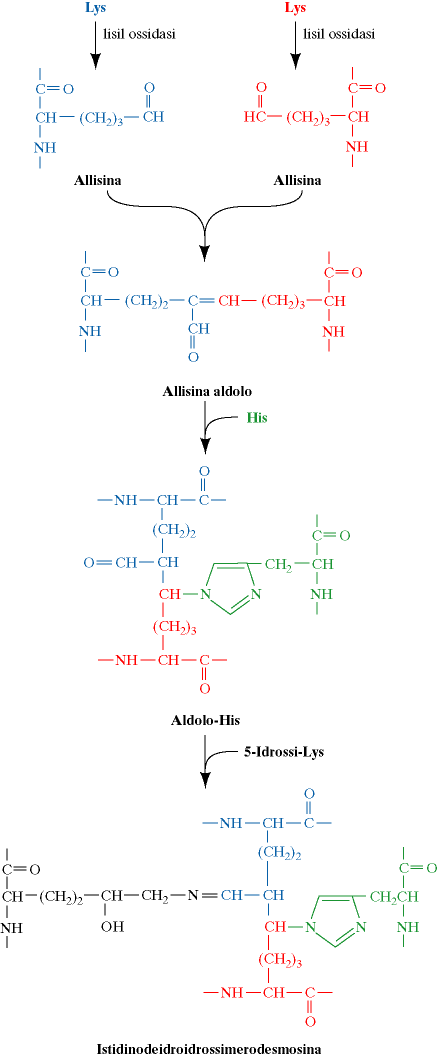 Lys Lys
lisil ossidasi lisil ossidasi
C=O O O C=O
CH—(CH₂)₃—CH HC—(CH₂)₃—CH
NH NH
Allisina Allisina
C=O C=O
CH—(CH₂)₂—C=CH—(CH₂)₃—CH
NH CH NH
O
Allisina aldolo
His
O
—NH—CH—C—
(CH₂)₂ C=O
O=CH—CH CH₂—CH
CH—N N NH
(CH₂)₃
—NH—CH—C—
O
Aldolo-His
5-Idrossi-Lys
O
—NH—CH—C—
C=O (CH₂)₂ C=O
CH—(CH₂)₂—CH—CH₂—N=CH—CH CH₂CH
NH OH CH—N N NH
(CH₂)₃
—NH—CH—C—
O
Istidinodeidroidrossimerodesmosina